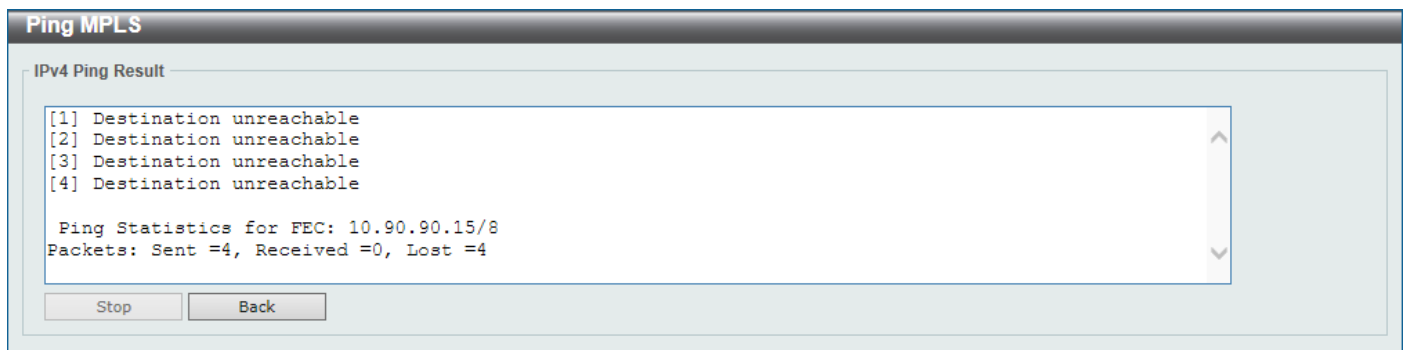 Ping MPLS
IPv4 Ping Result
[1] Destination unreachable
[2] Destination unreachable
[3] Destination unreachable
[4] Destination unreachable
Ping Statistics for FEC: 10.90.90.15/8
Packets: Sent =4, Received =0, Lost =4
Stop
Back